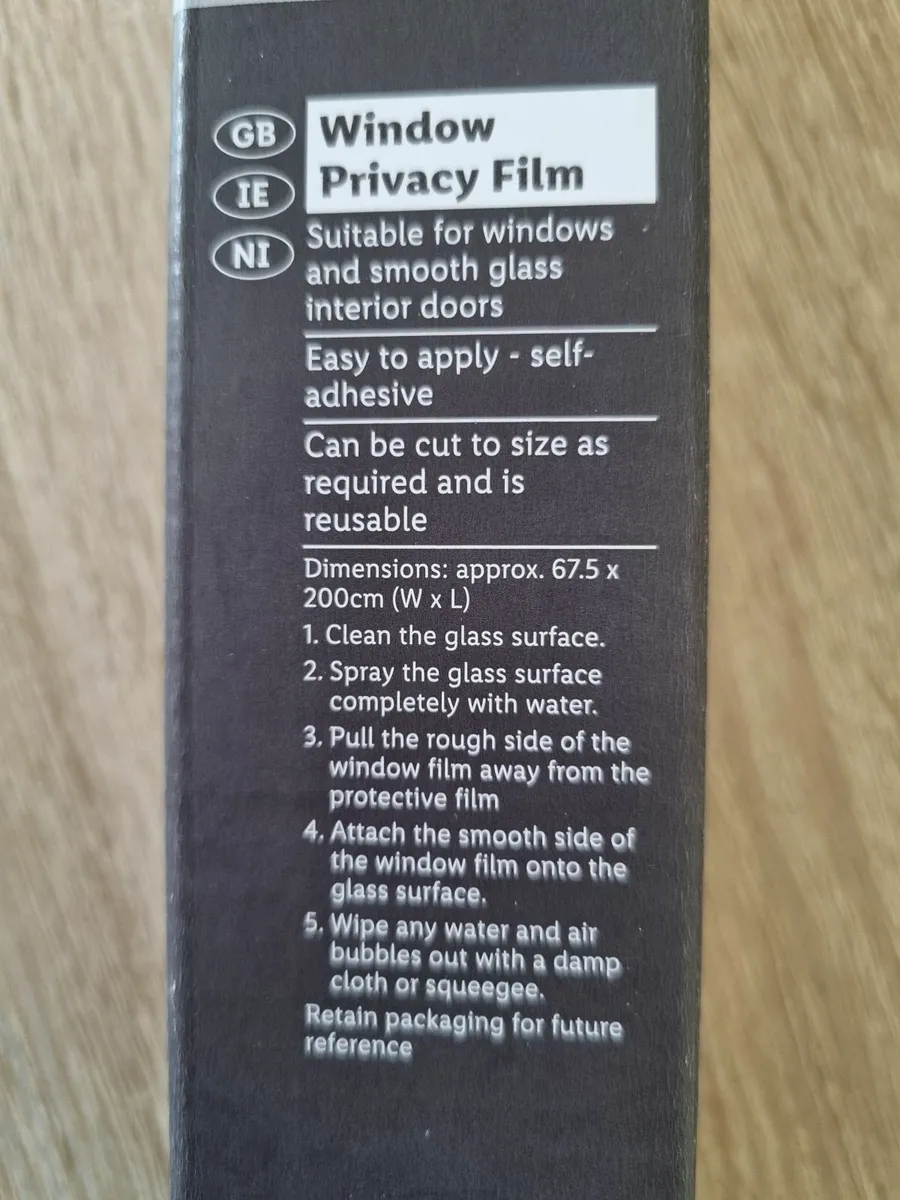 GB
IE
NI
Window
Privacy Film
Suitable for windows
and smooth glass
interior doors
Easy to apply - self-
adhesive
Can be cut to size as
required and is
reusable
Dimensions: approx. 67.5 x
200cm (W x L)
1. Clean the glass surface.
2. Spray the glass surface
completely with water.
3. Pull the rough side of the
window film away from the
protective film
4. Attach the smooth side of
the window film onto the
glass surface.
5. Wipe any water and air
bubbles out with a damp
cloth or squeegee.
Retain packaging for future
reference